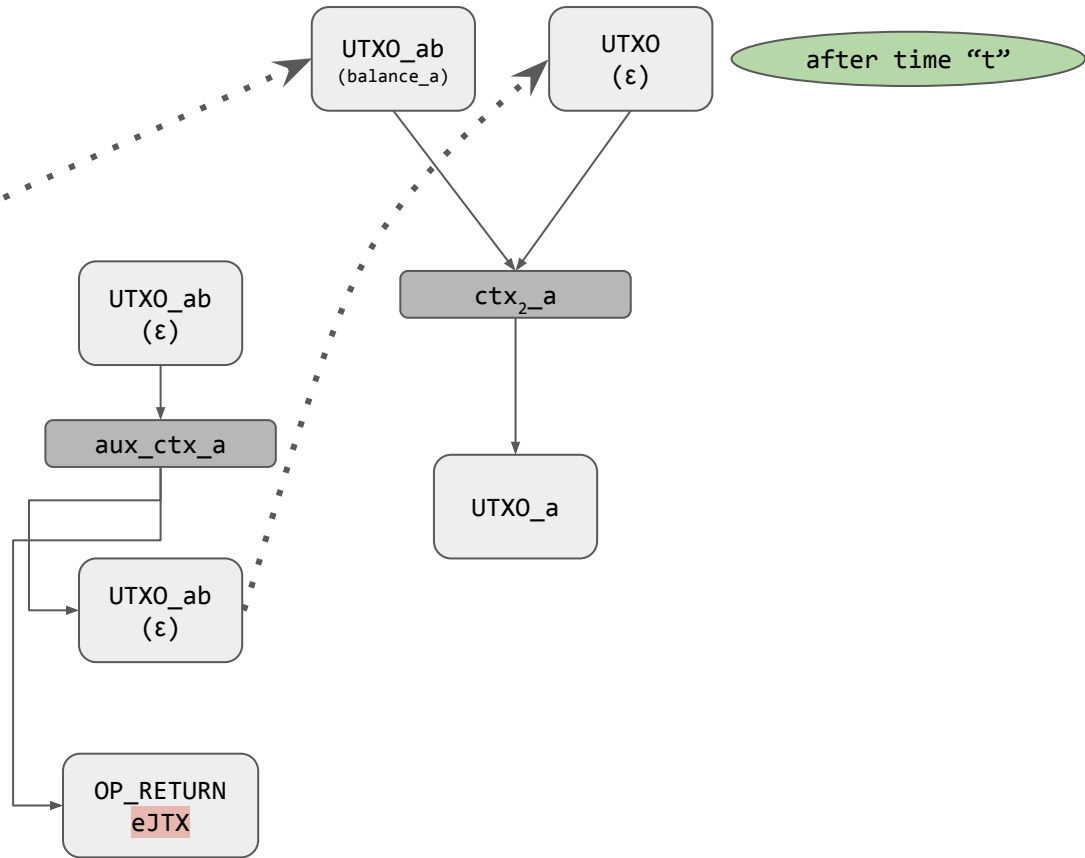 UTXO_ab
(balance_a)
UTXO
(ε)
after time “t”
UTXO_ab
(ε)
ctx₂_a
aux_ctx_a
UTXO_a
UTXO_ab
(ε)
OP_RETURN
eJTX